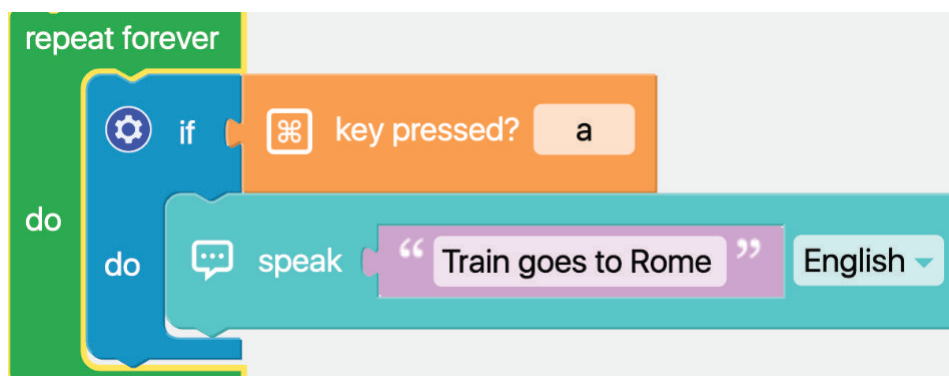 repeat forever
if ⌘ key pressed? a
do
do speak “ Train goes to Rome ” English